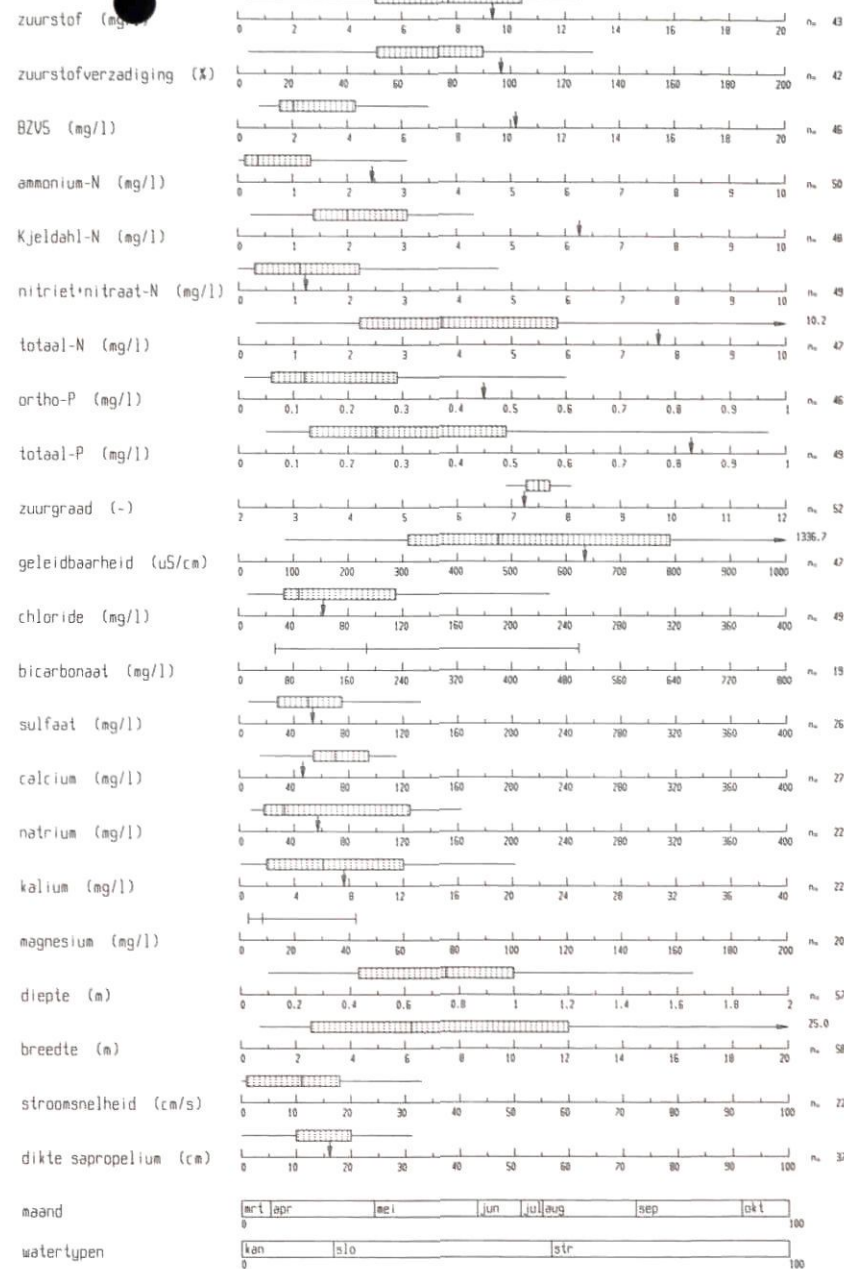 zuurstof (mg/l) 0 2 4 6 8 10 12 14 16 18 20 n= 43
zuurstofverzadiging (%) 0 20 40 60 80 100 120 140 160 180 200 n= 42
BZV5 (mg/l) 0 2 4 6 8 10 12 14 16 18 20 n= 46
ammonium-N (mg/l) 0 1 2 3 4 5 6 7 8 9 10 n= 50
Kjeldahl-N (mg/l) 0 1 2 3 4 5 6 7 8 9 10 n= 48
nitriet+nitraat-N (mg/l) 0 1 2 3 4 5 6 7 8 9 10 n= 49
10.2
totaal-N (mg/l) 0 1 2 3 4 5 6 7 8 9 10 n= 47
ortho-P (mg/l) 0 0.1 0.2 0.3 0.4 0.5 0.6 0.7 0.8 0.9 1 n= 46
totaal-P (mg/l) 0 0.1 0.2 0.3 0.4 0.5 0.6 0.7 0.8 0.9 1 n= 49
zuurgraad (-) 2 3 4 5 6 7 8 9 10 11 12 n= 52
1336.7
geleidbaarheid (uS/cm) 0 100 200 300 400 500 600 700 800 900 1000 n= 47
chloride (mg/l) 0 40 80 120 160 200 240 280 320 360 400 n= 49
bicarbonaat (mg/l) 0 80 160 240 320 400 480 560 640 720 800 n= 19
sulfaat (mg/l) 0 40 80 120 160 200 240 280 320 360 400 n= 26
calcium (mg/l) 0 40 80 120 160 200 240 280 320 360 400 n= 27
natrium (mg/l) 0 40 80 120 160 200 240 280 320 360 400 n= 22
kalium (mg/l) 0 4 8 12 16 20 24 28 32 36 40 n= 22
magnesium (mg/l) 0 20 40 60 80 100 120 140 160 180 200 n= 20
diepte (m) 0 0.2 0.4 0.6 0.8 1 1.2 1.4 1.6 1.8 2 n= 57
25.0
breedte (m) 0 2 4 6 8 10 12 14 16 18 20 n= 58
stroomsnelheid (cm/s) 0 10 20 30 40 50 60 70 80 90 100 n=
dikte sapropelium (cm) 0 10 20 30 40 50 60 70 80 90 100 n=
maand mrt apr mei jun jul aug sep okt
0 100
watertypen kan slo str
0 100